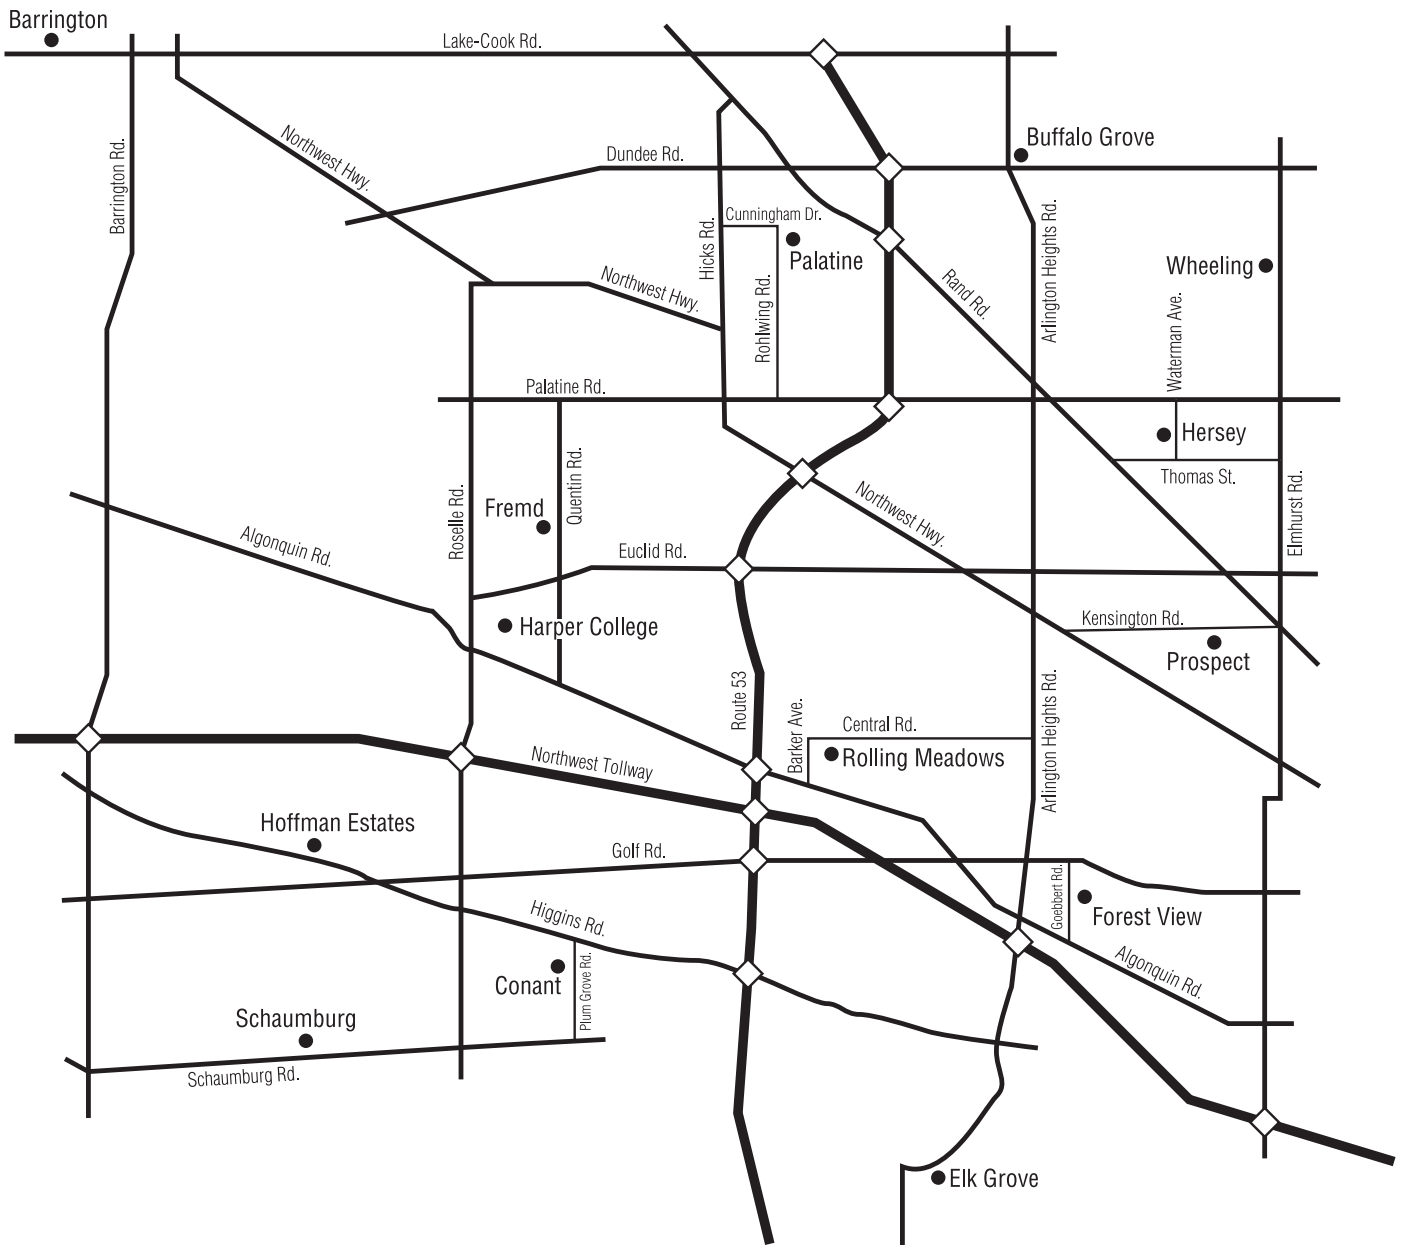 Barrington
Lake-Cook Rd.
Buffalo Grove
Northwest Hwy.
Dundee Rd.
Barrington Rd.
Cunningham Dr.
Hicks Rd.
Palatine
Arlington Heights Rd.
Wheeling
Northwest Hwy.
Rohlwing Rd.
Rand Rd.
Waterman Ave.
Palatine Rd.
Hersey
Thomas St.
Quentin Rd.
Roselle Rd.
Fremd
Northwest Hwy.
Elmhurst Rd.
Algonquin Rd.
Euclid Rd.
Harper College
Kensington Rd.
Prospect
Route 53
Barker Ave.
Central Rd.
Arlington Heights Rd.
Rolling Meadows
Northwest Tollway
Hoffman Estates
Golf Rd.
Goebbert Rd.
Forest View
Higgins Rd.
Algonquin Rd.
Conant
Plum Grove Rd.
Schaumburg
Schaumburg Rd.
Elk Grove